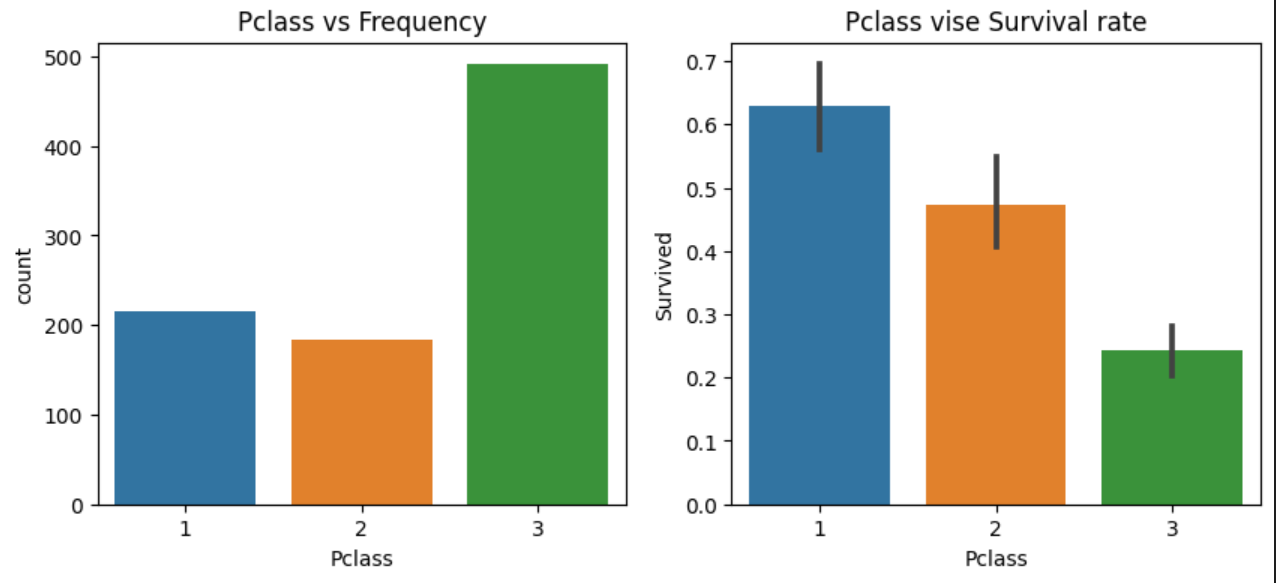 Pclass vs Frequency
500
400
300
200
100
0
count
1 2 3
Pclass
Pclass vise Survival rate
0.7
0.6
0.5
0.4
0.3
0.2
0.1
0.0
Survived
1 2 3
Pclass